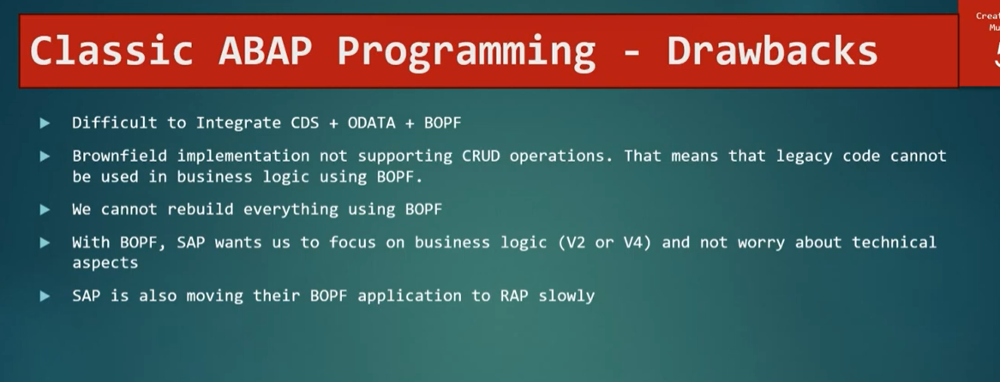 Classic ABAP Programming - Drawbacks
Difficult to Integrate CDS + ODATA + BOPF
Brownfield implementation not supporting CRUD operations. That means that legacy code cannot
be used in business logic using BOPF.
We cannot rebuild everything using BOPF
With BOPF, SAP wants us to focus on business logic (V2 or V4) and not worry about technical
aspects
SAP is also moving their BOPF application to RAP slowly